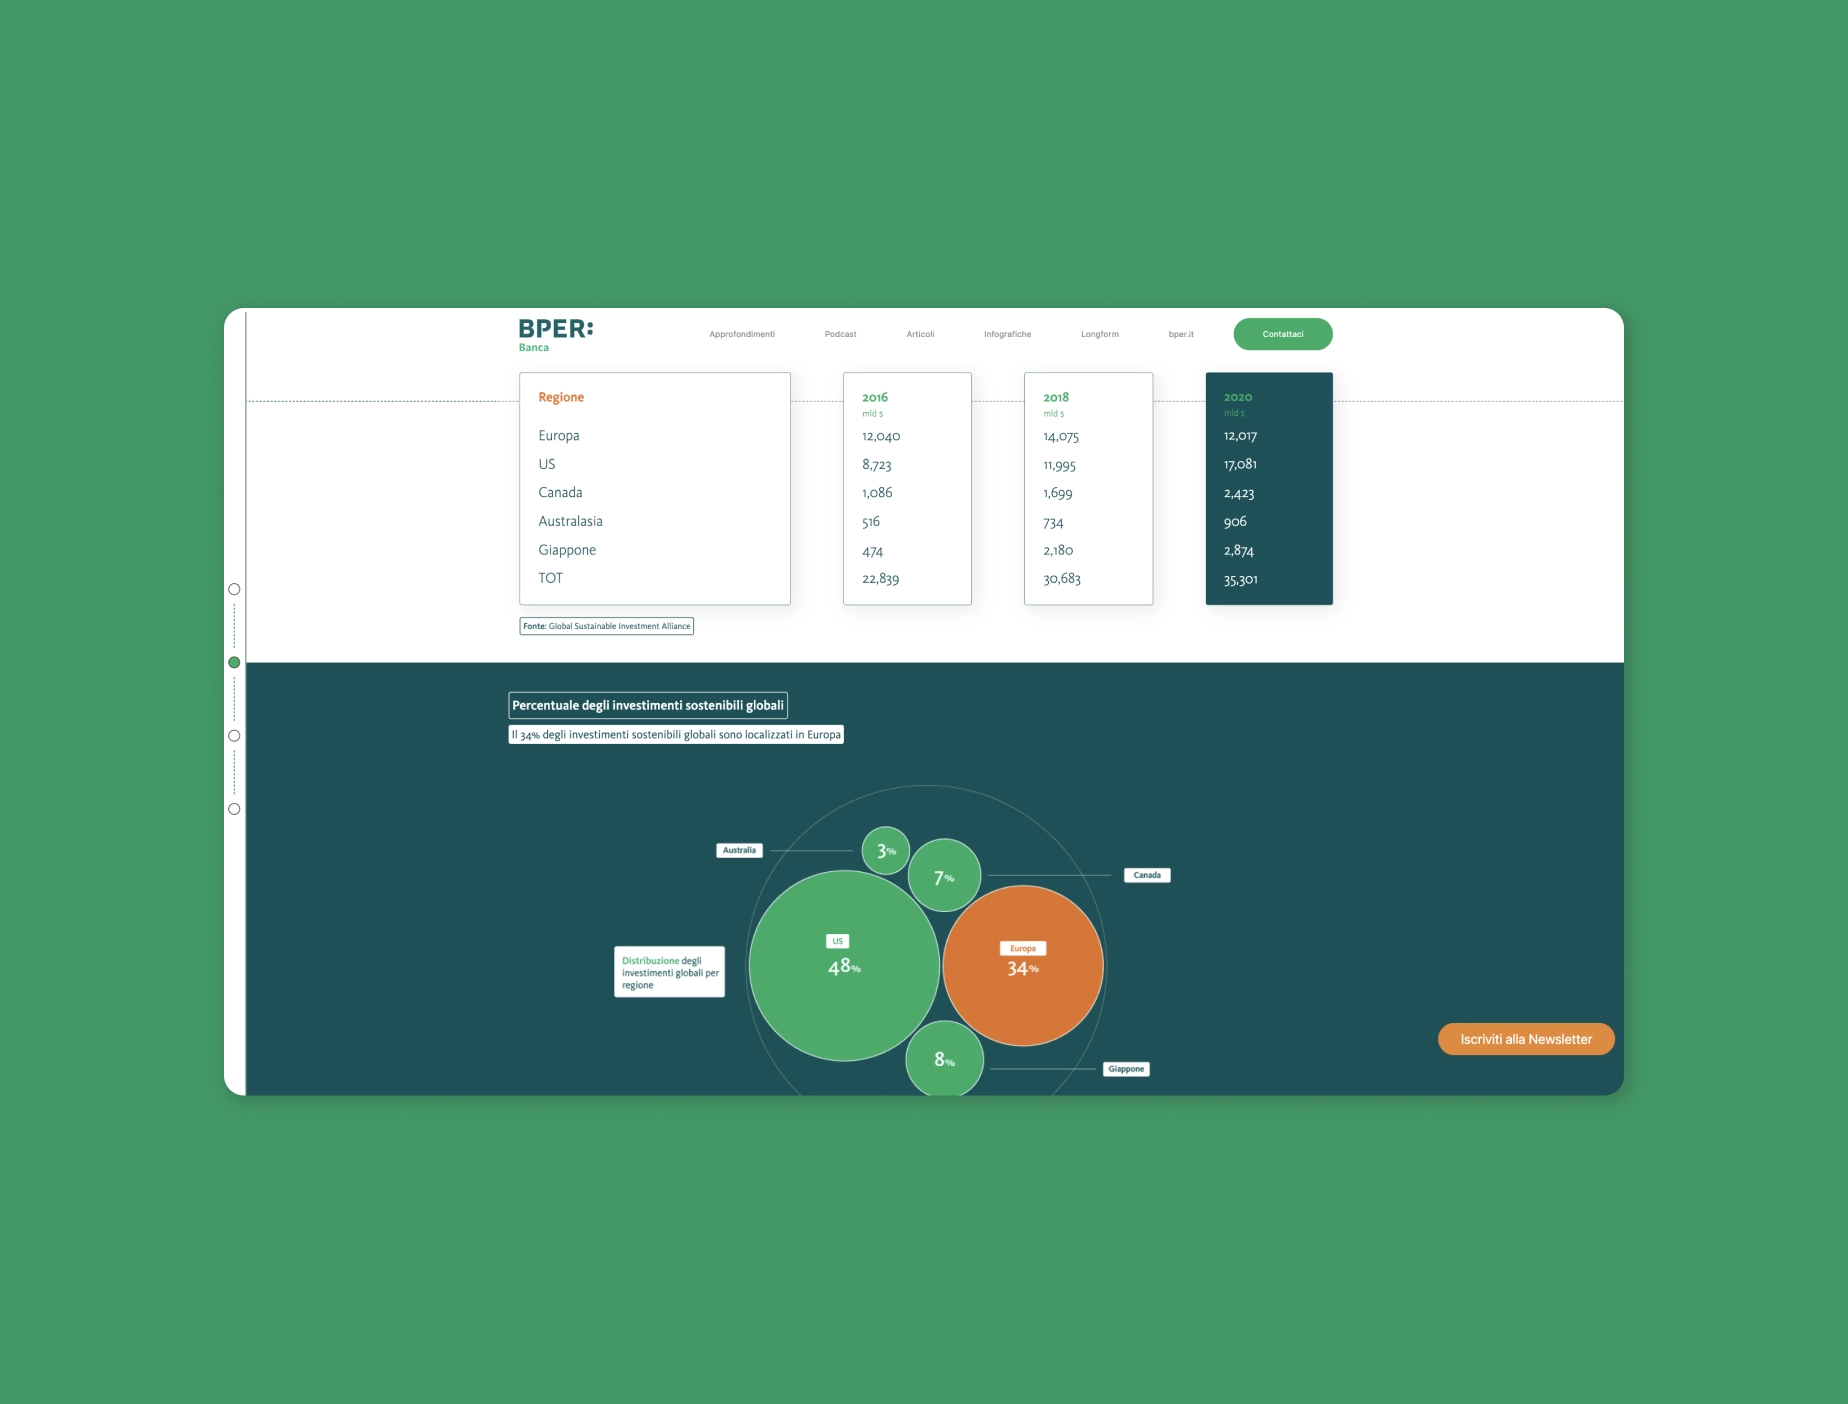 BPER:
Banca
Approfondimenti
Podcast
Articoli
Infografiche
Longform
bper.it
Contattaci
Regione
2016
2018
2020
mld $
mld $
mld $
Europa
12,040
14,075
12,017
US
8,723
11,995
17,081
Canada
1,086
1,699
2,423
Australasia
516
734
906
Giappone
474
2,180
2,874
TOT
22,839
30,683
35,301
Fonte: Global Sustainable Investment Alliance
Percentuale degli investimenti sostenibili globali
Il 34% degli investimenti sostenibili globali sono localizzati in Europa
Australia
3%
7%
Canada
US
48%
Europa
34%
Distribuzione degli
investimenti globali per
regione
8%
Giappone
Iscriviti alla Newsletter